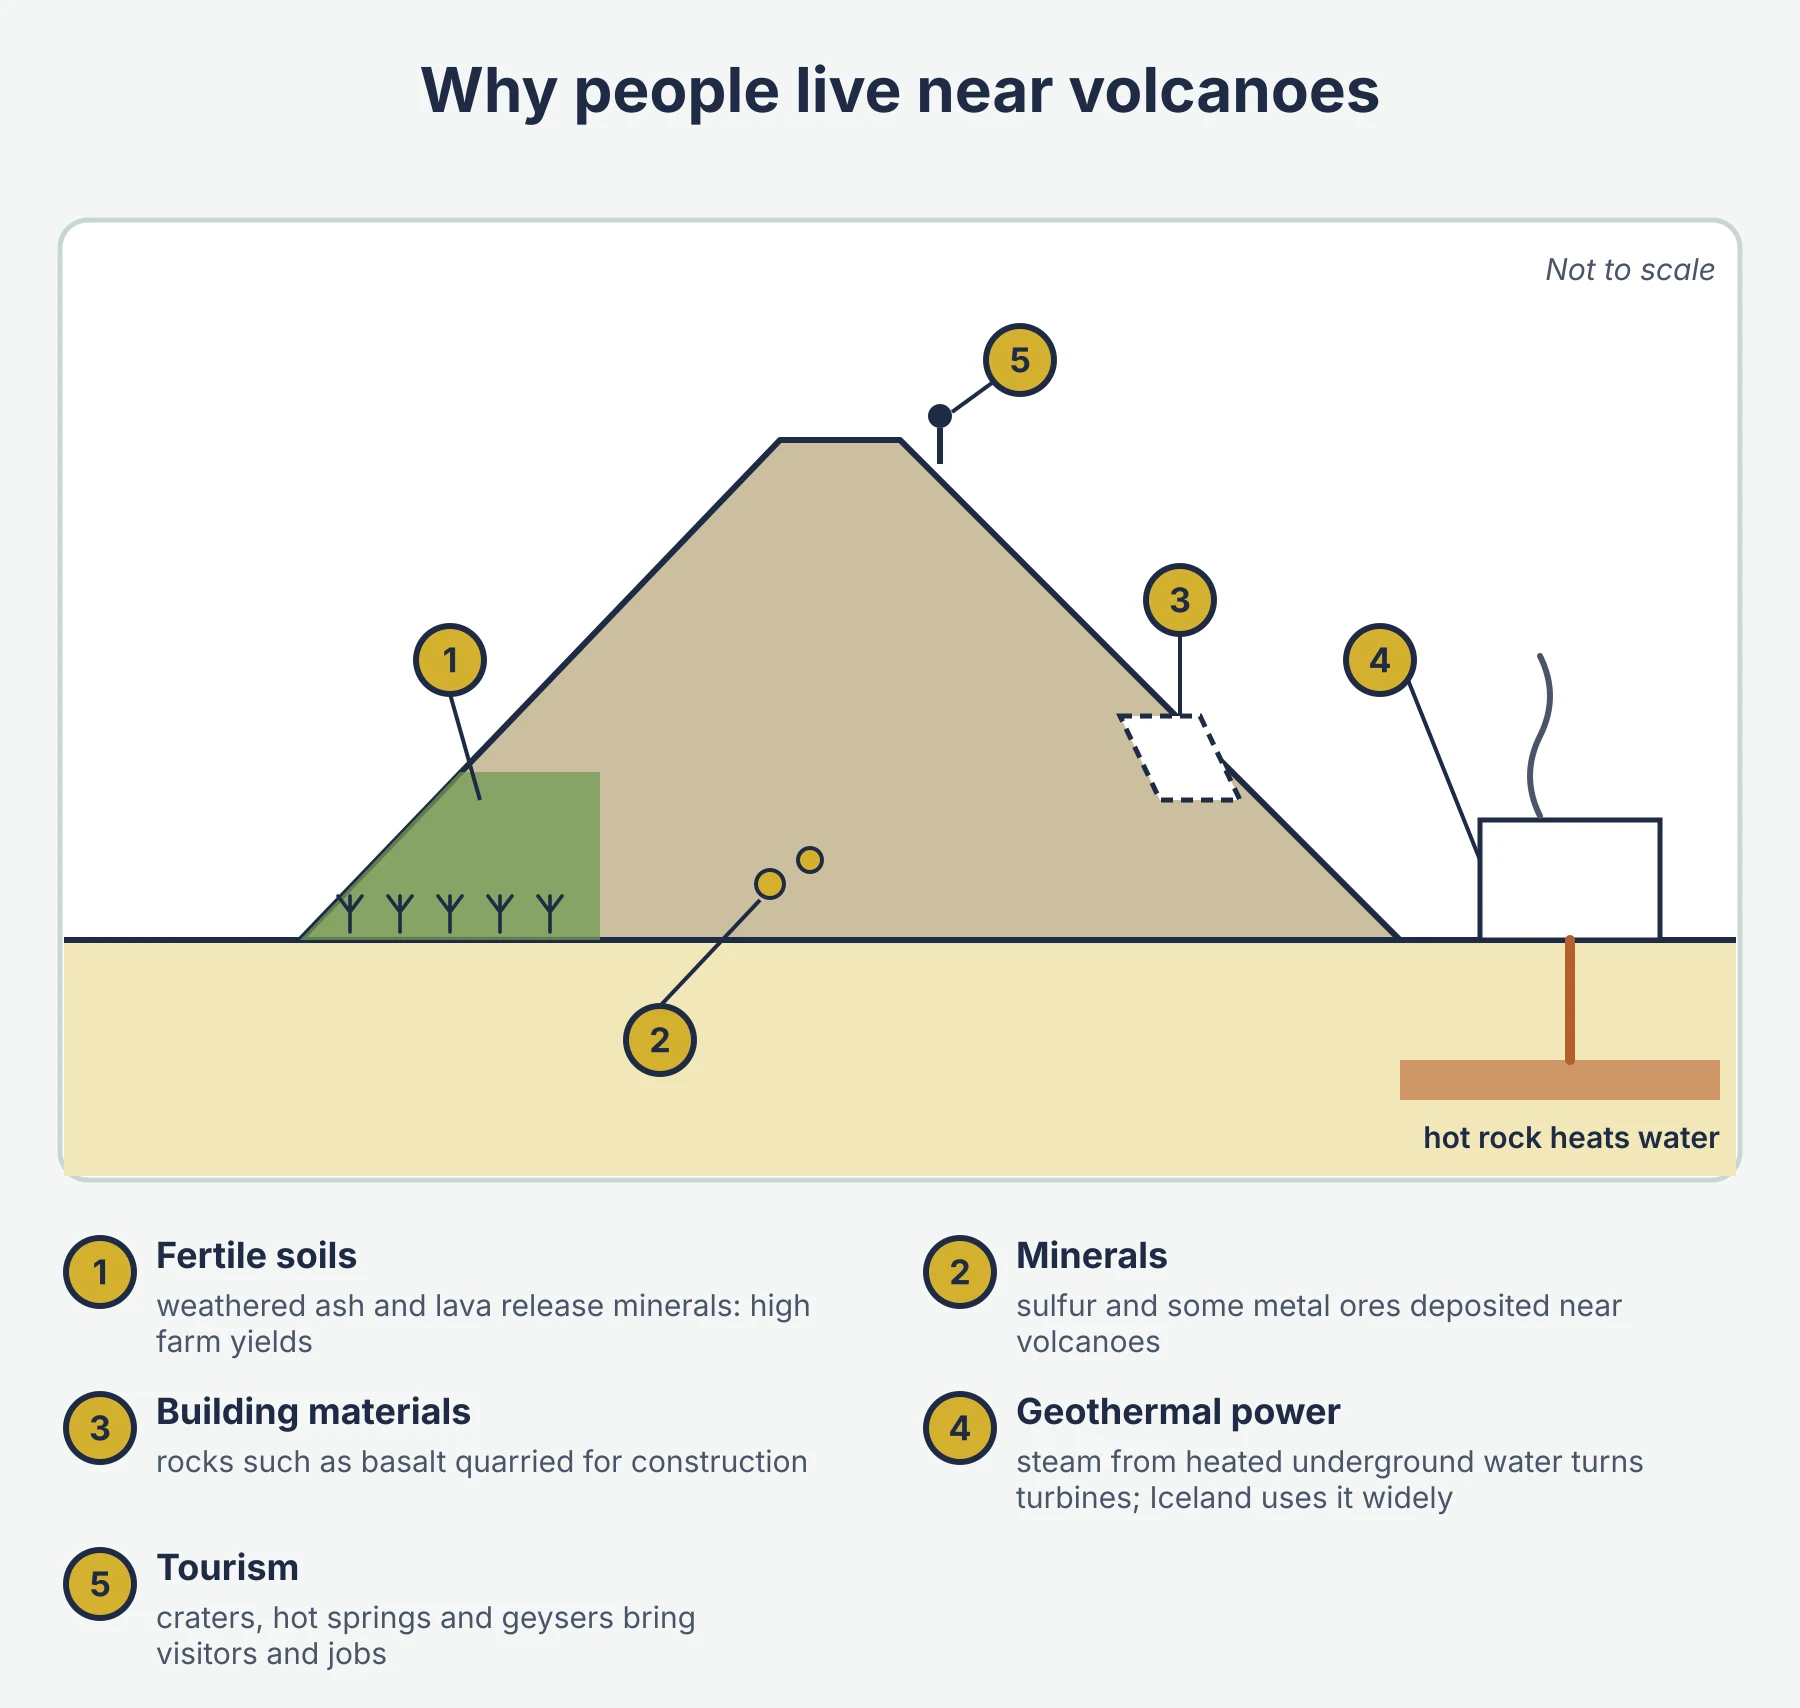 Why people live near volcanoes
Not to scale
5
3
1
4
2
hot rock heats water
1
Fertile soils
weathered ash and lava release minerals: high
farm yields
2
Minerals
sulfur and some metal ores deposited near
volcanoes
3
Building materials
rocks such as basalt quarried for construction
4
Geothermal power
steam from heated underground water turns
turbines; Iceland uses it widely
5
Tourism
craters, hot springs and geysers bring
visitors and jobs